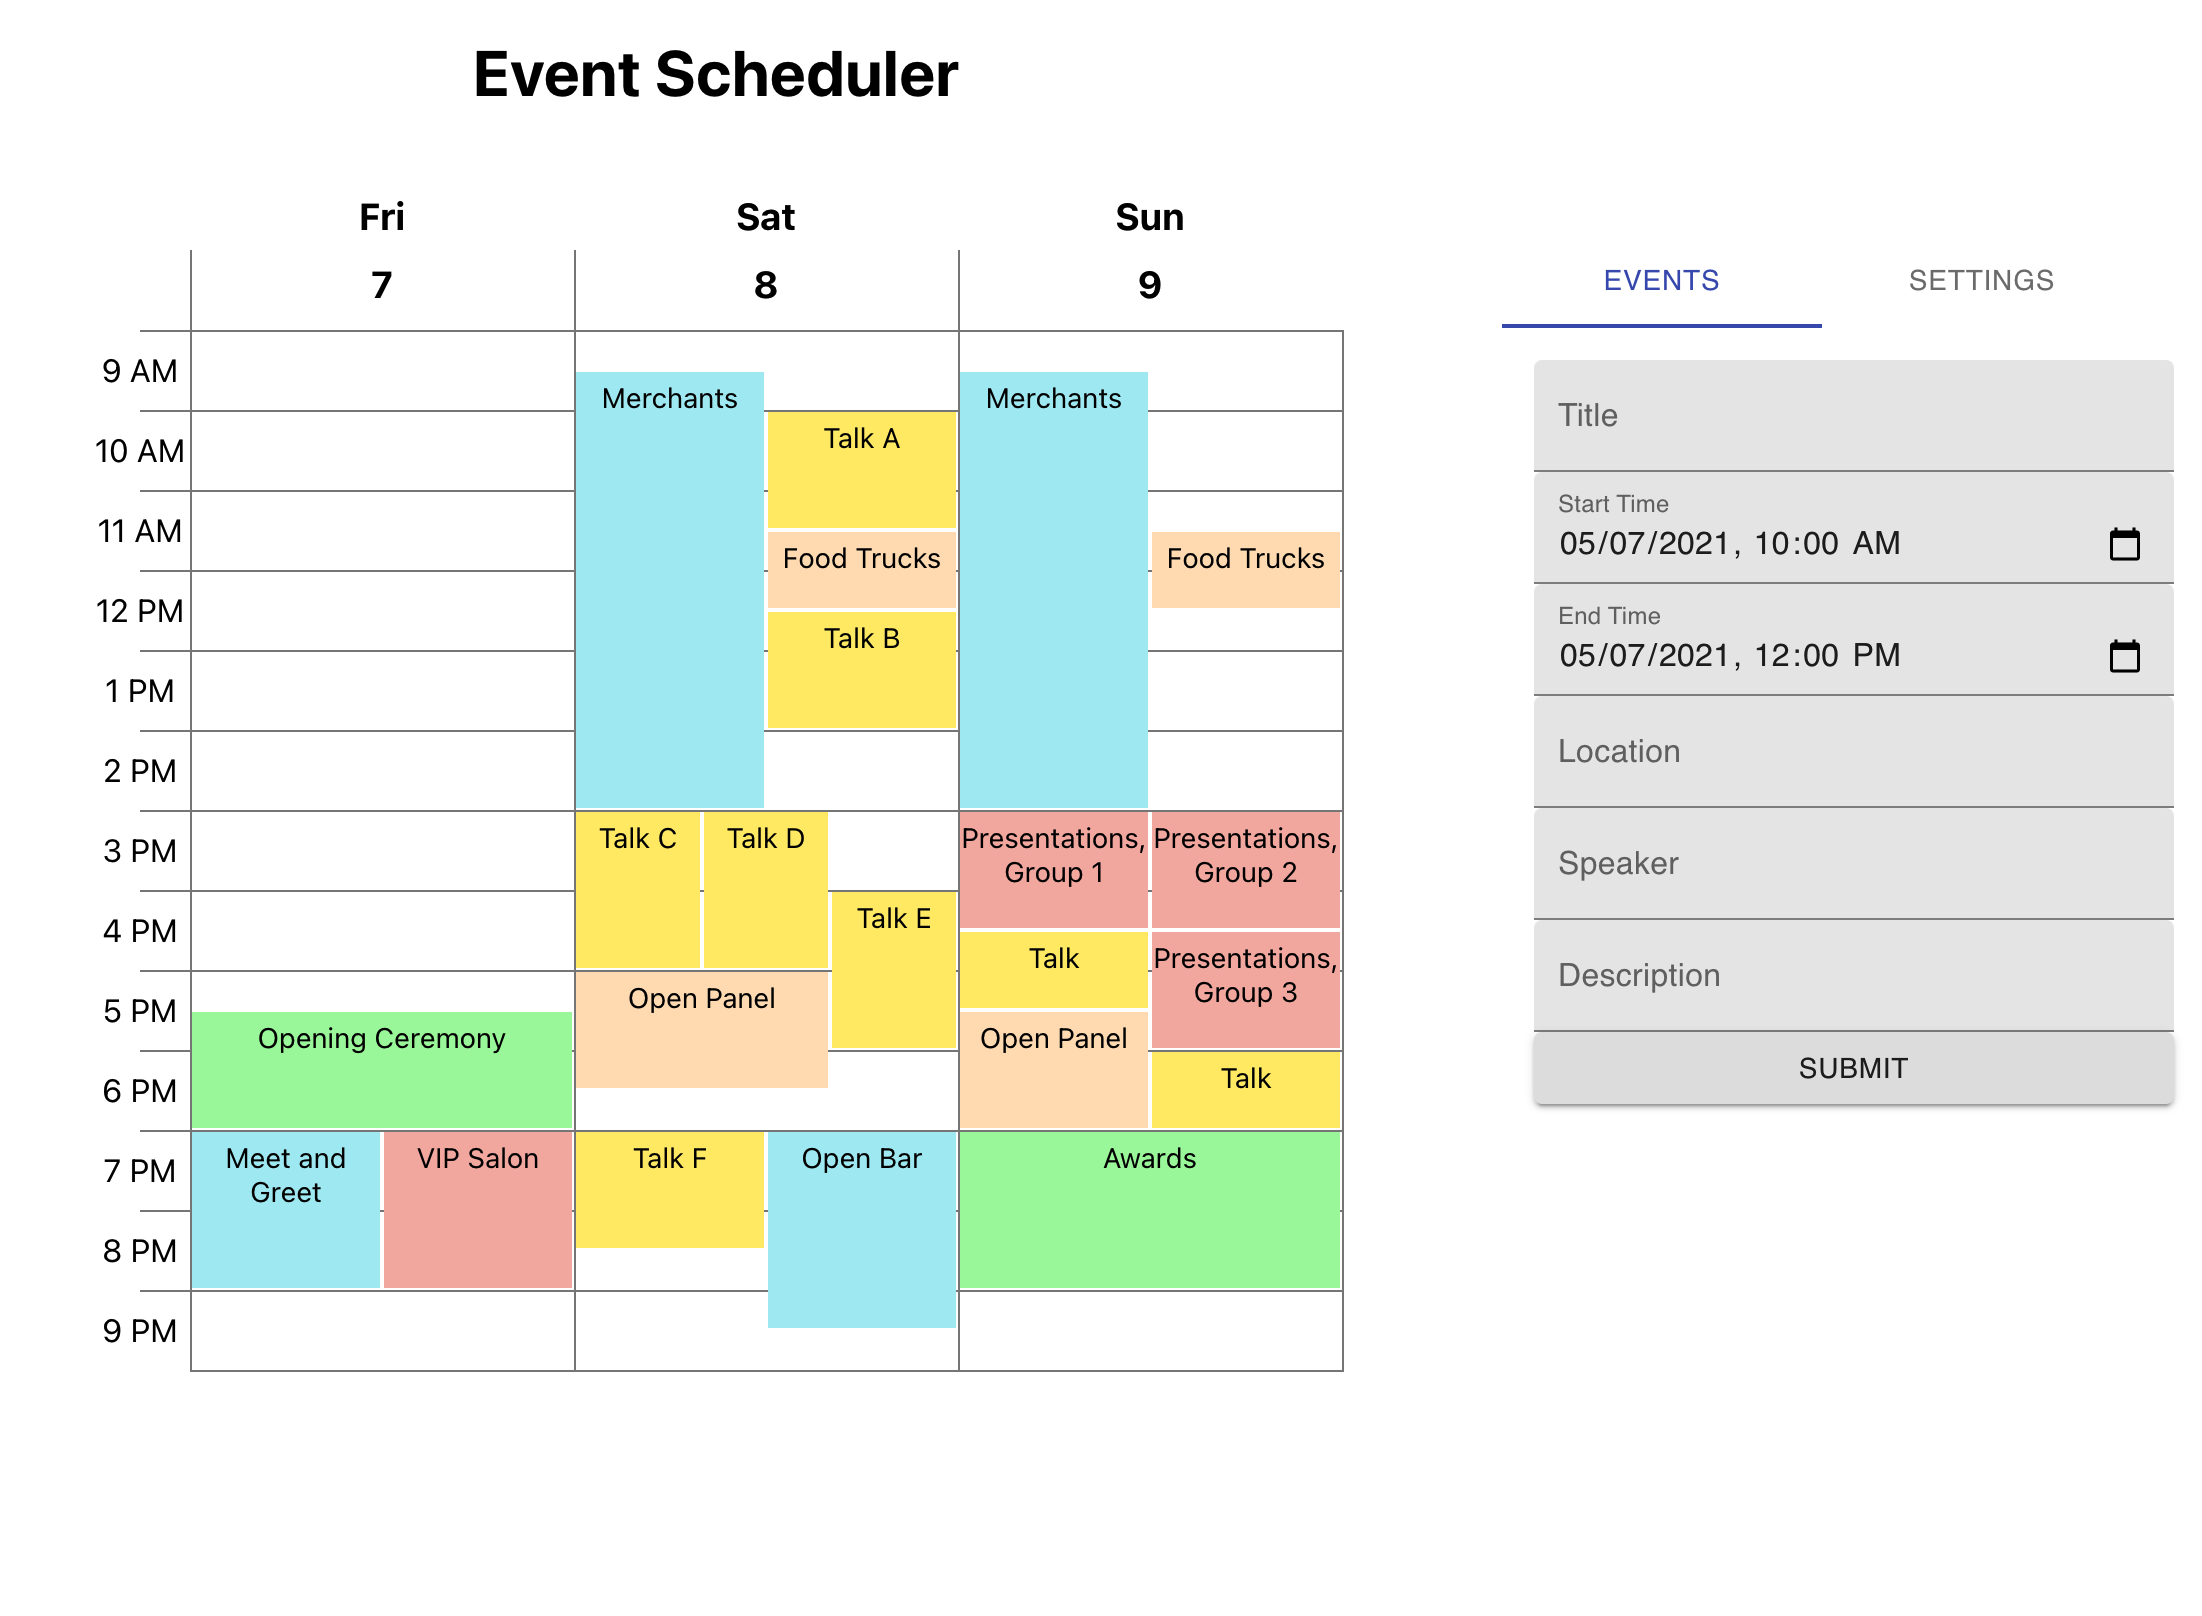 Event Scheduler
Fri
Sat
Sun
7
8
9
9 AM
10 AM
11 AM
12 PM
1 PM
2 PM
3 PM
4 PM
5 PM
6 PM
7 PM
8 PM
9 PM
Opening Ceremony
Meet and
Greet
VIP Salon
Merchants
Talk A
Food Trucks
Talk B
Talk C
Talk D
Talk E
Open Panel
Talk F
Open Bar
Merchants
Food Trucks
Presentations,
Group 1
Presentations,
Group 2
Talk
Presentations,
Group 3
Open Panel
Talk
Awards
EVENTS
SETTINGS
Title
Start Time
05/07/2021, 10:00 AM
End Time
05/07/2021, 12:00 PM
Location
Speaker
Description
SUBMIT